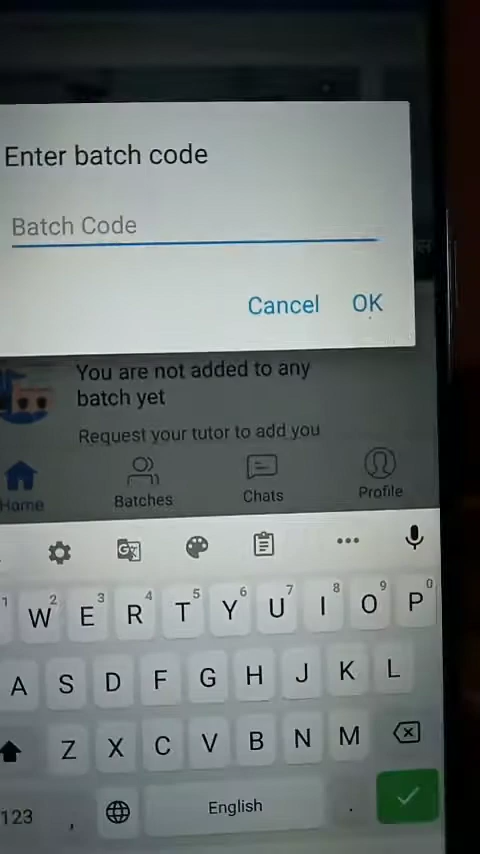 Enter batch code
Batch Code
Cancel OK
You are not added to any
batch yet
Request your tutor to add you
Home Batches Chats Profile
1 2 3 4 5 6 7 8 9 0
W E R T Y U I O P
A S D F G H J K L
Z X C V B N M
123 , English .